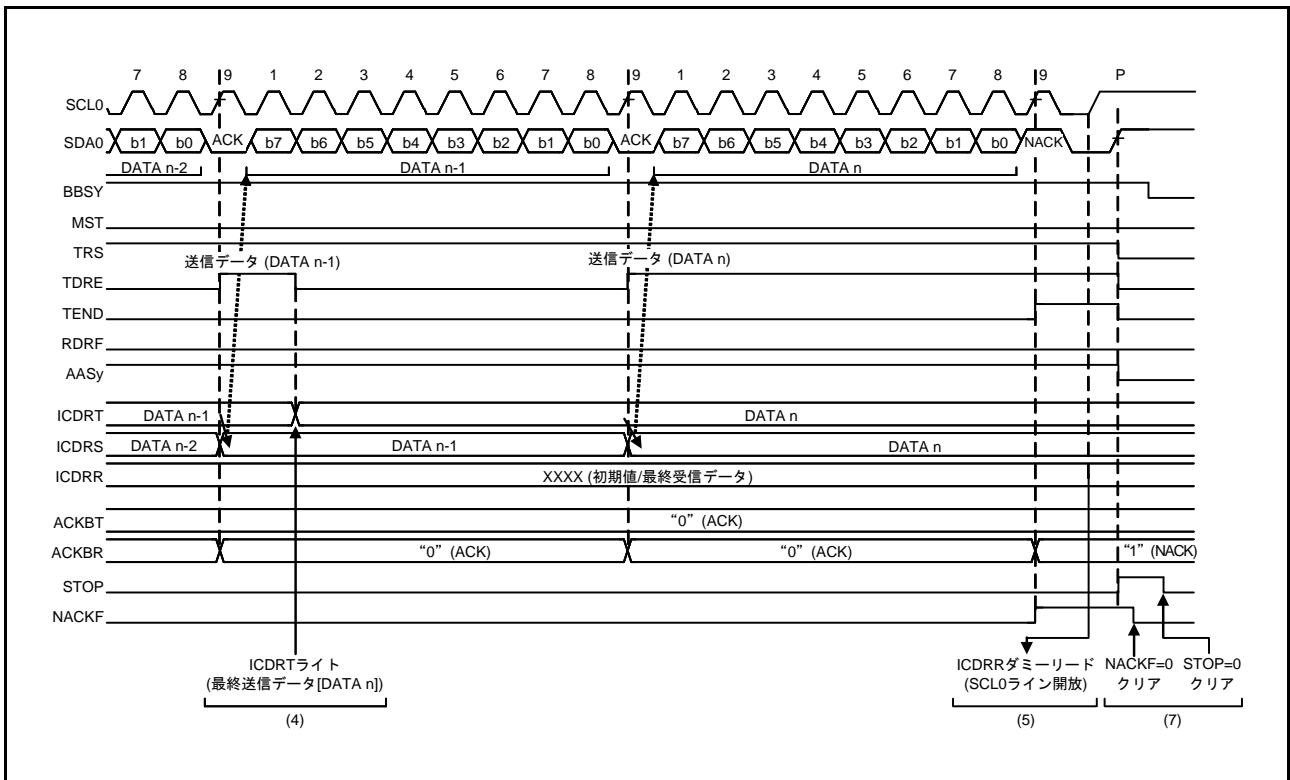 7 8 9 1 2 3 4 5 6 7 8 9 1 2 3 4 5 6 7 8 9 P
SCL0
SDA0 b1 b0 ACK b7 b6 b5 b4 b3 b2 b1 b0 ACK b7 b6 b5 b4 b3 b2 b1 b0 NACK
DATA n-2 DATA n-1 DATA n
BBSY
MST
TRS
送信データ (DATA n-1) 送信データ (DATA n)
TDRE
TEND
RDRF
AASy
ICDRT DATA n-1 DATA n
ICDRS DATA n-2 DATA n-1 DATA n
ICDRR XXXX (初期値/最終受信データ)
ACKBT “0” (ACK)
ACKBR “0” (ACK) “0” (ACK) “1” (NACK)
STOP
NACKF
ICDRTライト
(最終送信データ[DATA n])
(4)
ICDRRダミーリード
(SCL0ライン開放)
(5)
NACKF=0
クリア
STOP=0
クリア
(7)